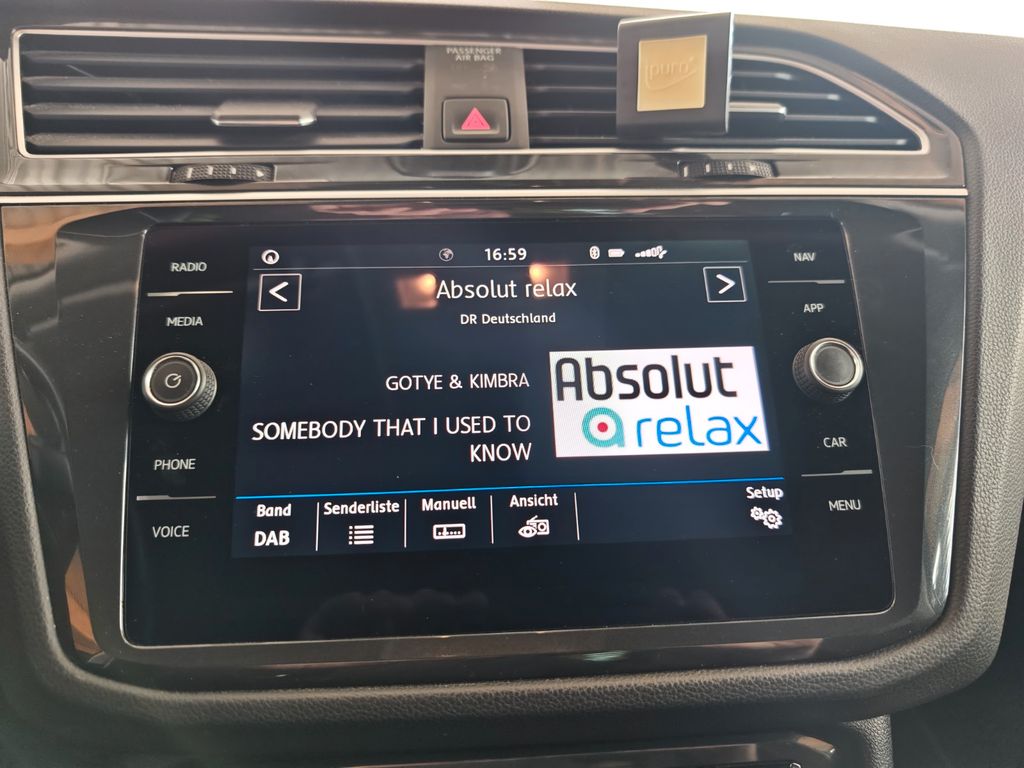 PASSENGER
AIR BAG
ipuro
RADIO
MEDIA
PHONE
VOICE
16:59
Absolut relax
DR Deutschland
GOTYE & KIMBRA
SOMEBODY THAT I USED TO
KNOW
Absolut
relax
Band
DAB
Senderliste
Manuell
Ansicht
Setup
NAV
APP
CAR
MENU